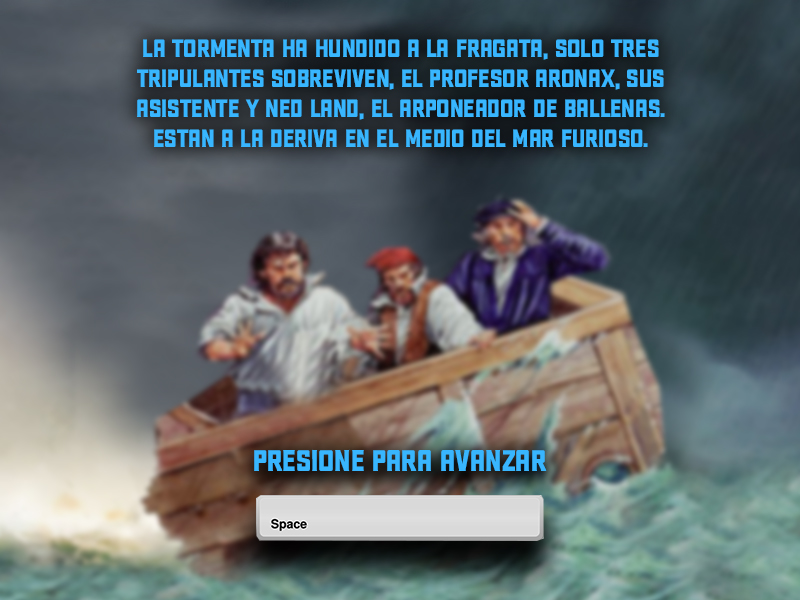 LA TORMENTA HA HUNDIDO A LA FRAGATA, SOLO TRES
TRIPULANTES SOBREVIVEN, EL PROFESOR ARONAX, SUS
ASISTENTE Y NED LAND, EL ARPONEADOR DE BALLENAS.
ESTAN A LA DERIVA EN EL MEDIO DEL MAR FURIOSO.
PRESIONE PARA AVANZAR
Space